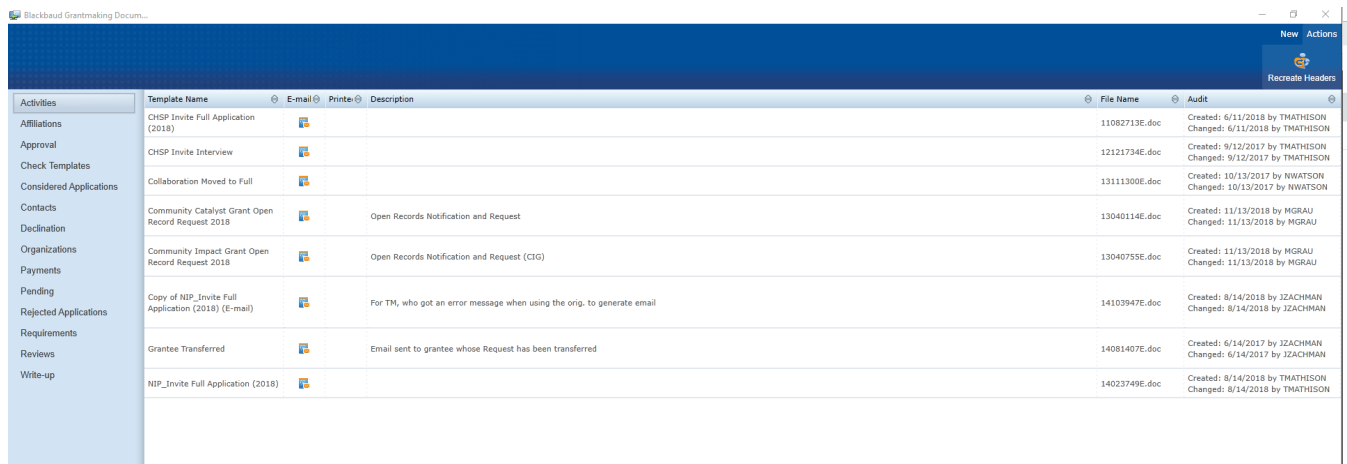 Blackbaud Grantmaking Docum...
New Actions
Recreate Headers
Activities
Affiliations
Approval
Check Templates
Considered Applications
Contacts
Declination
Organizations
Payments
Pending
Rejected Applications
Requirements
Reviews
Write-up
Template Name E-mail Printe Description File Name Audit
CHSP Invite Full Application
(2018)
11082713E.doc
Created: 6/11/2018 by TMATHISON
Changed: 6/11/2018 by TMATHISON
CHSP Invite Interview
12121734E.doc
Created: 9/12/2017 by TMATHISON
Changed: 9/12/2017 by TMATHISON
Collaboration Moved to Full
13111300E.doc
Created: 10/13/2017 by NWATSON
Changed: 10/13/2017 by NWATSON
Community Catalyst Grant Open
Record Request 2018
Open Records Notification and Request
13040114E.doc
Created: 11/13/2018 by MGRAU
Changed: 11/13/2018 by MGRAU
Community Impact Grant Open
Record Request 2018
Open Records Notification and Request (CIG)
13040755E.doc
Created: 11/13/2018 by MGRAU
Changed: 11/13/2018 by MGRAU
Copy of NIP_Invite Full
Application (2018) (E-mail)
For TM, who got an error message when using the orig. to generate email
14103947E.doc
Created: 8/14/2018 by JZACHMAN
Changed: 8/14/2018 by JZACHMAN
Grantee Transferred
Email sent to grantee whose Request has been transferred
14081407E.doc
Created: 6/14/2017 by JZACHMAN
Changed: 6/14/2017 by JZACHMAN
NIP_Invite Full Application (2018)
14023749E.doc
Created: 8/14/2018 by TMATHISON
Changed: 8/14/2018 by TMATHISON